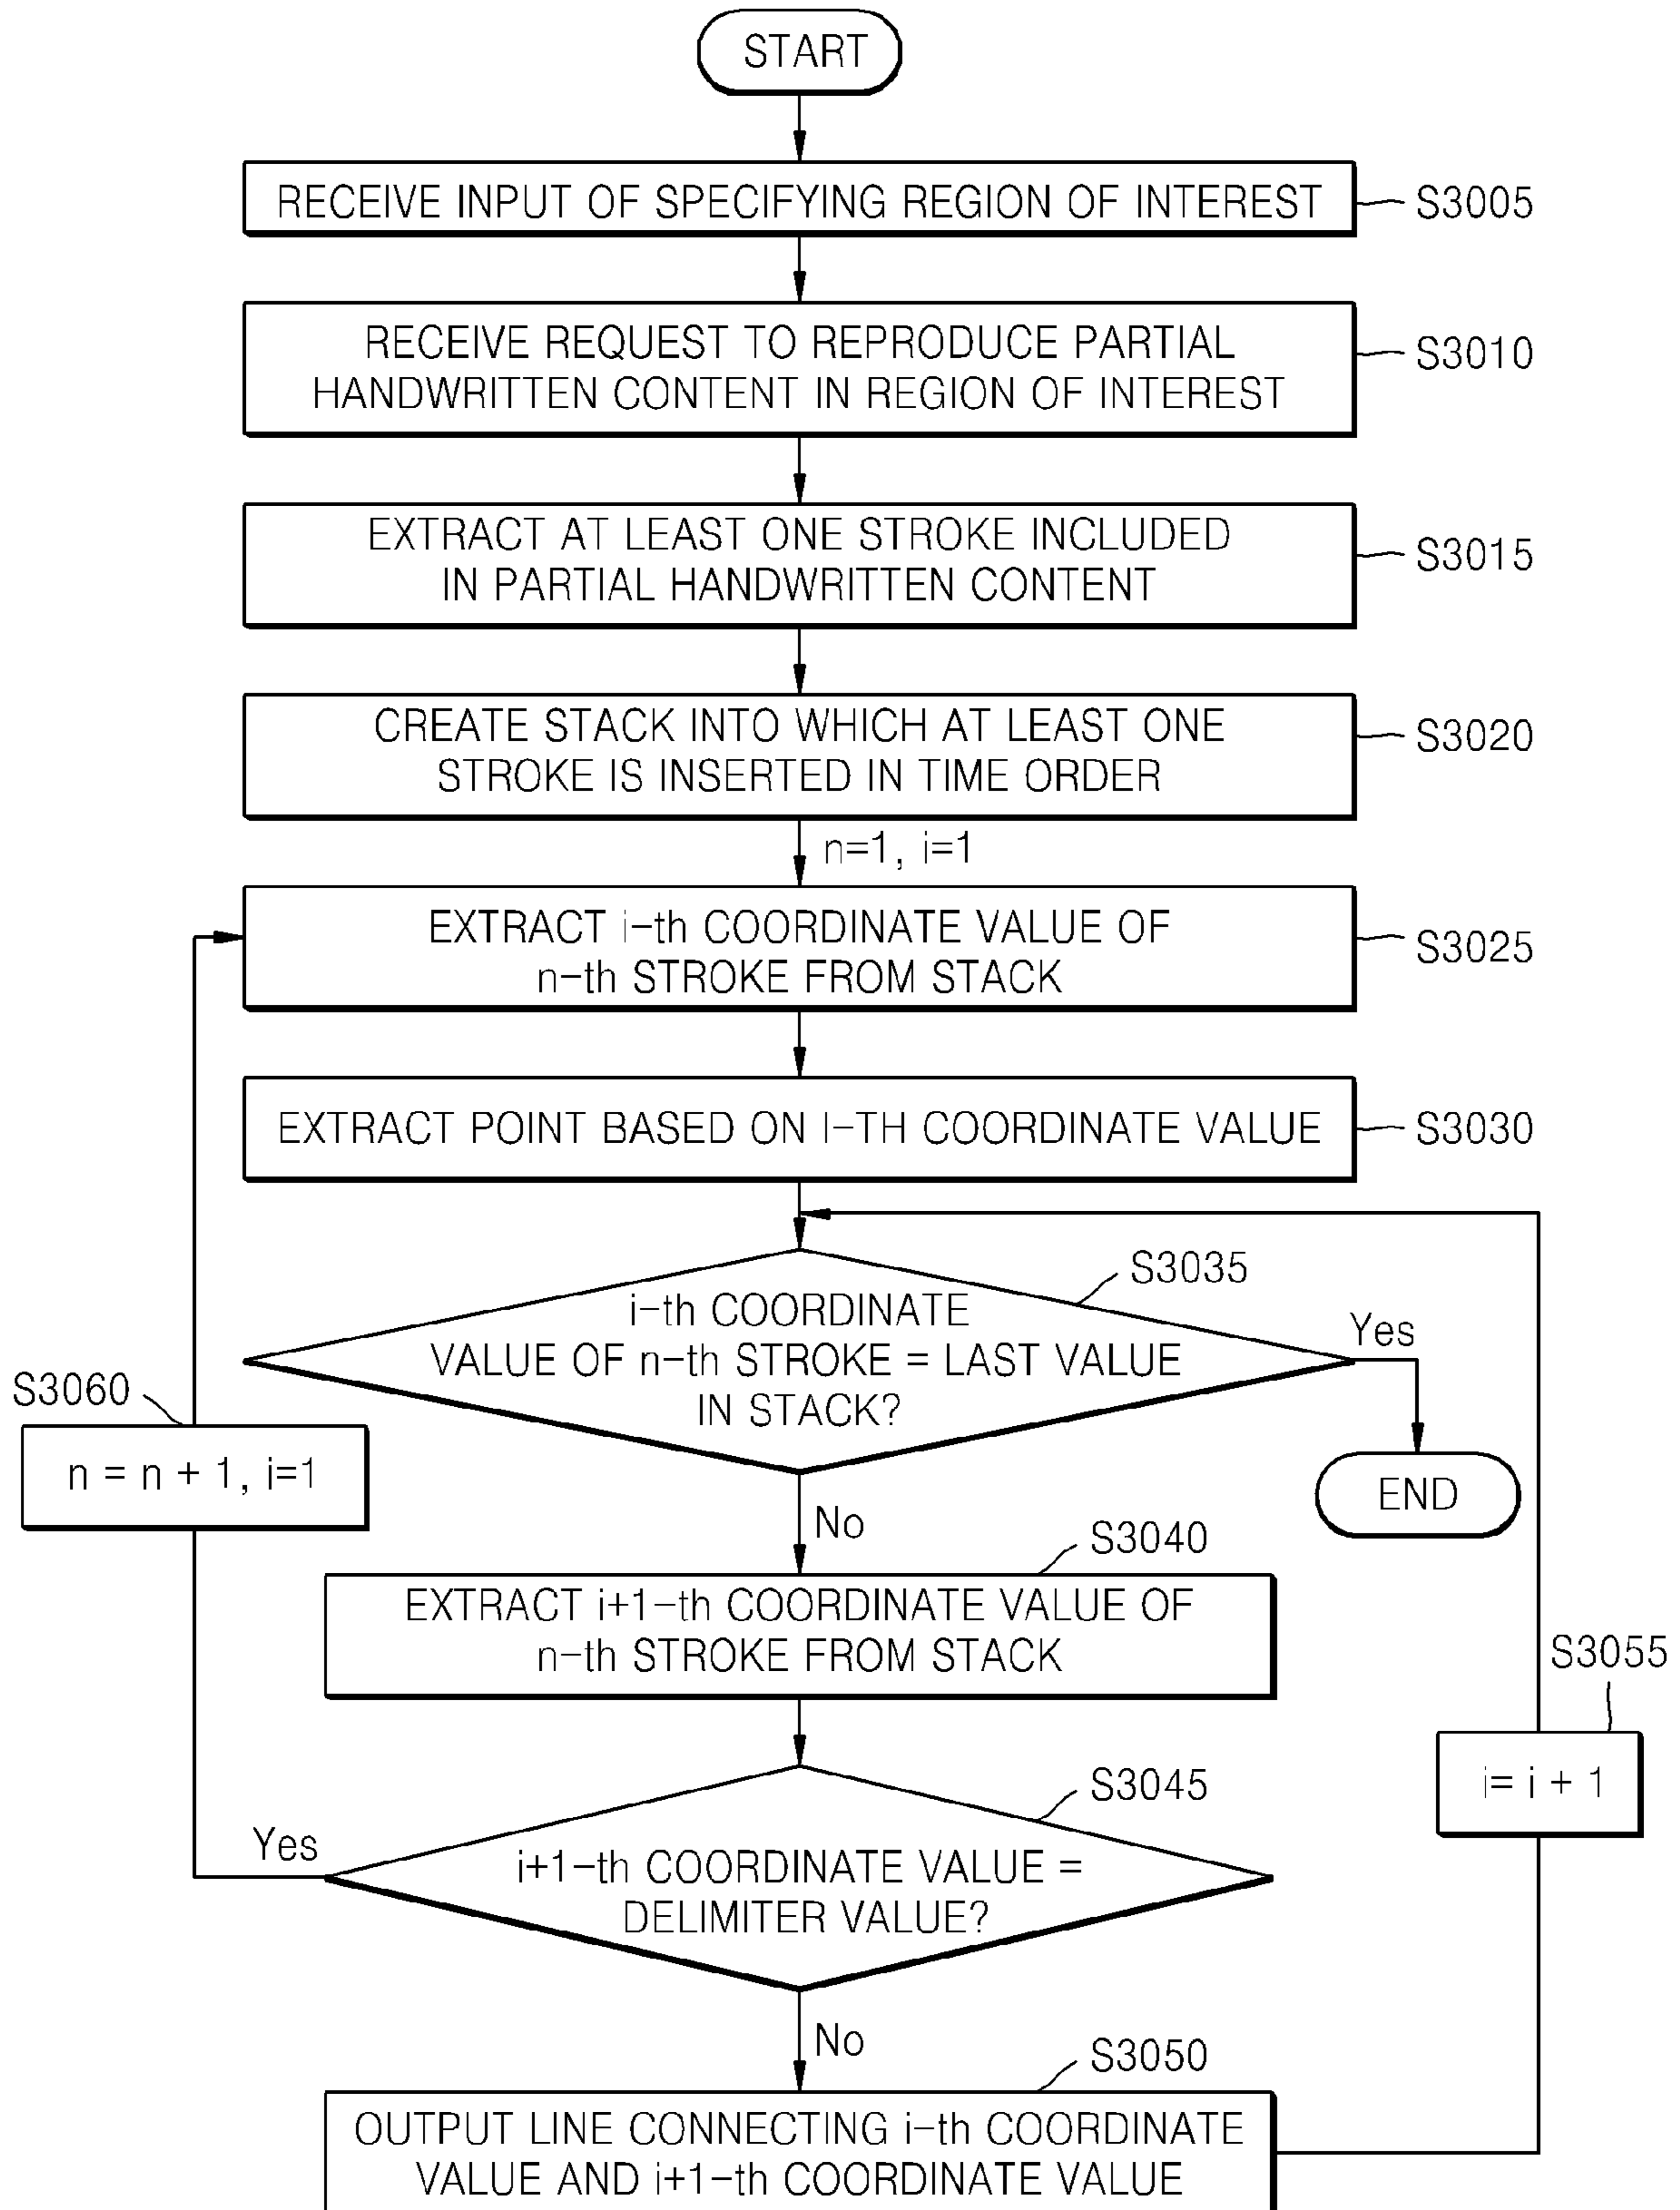 START
RECEIVE INPUT OF SPECIFYING REGION OF INTEREST
S3005
RECEIVE REQUEST TO REPRODUCE PARTIAL
HANDWRITTEN CONTENT IN REGION OF INTEREST
S3010
EXTRACT AT LEAST ONE STROKE INCLUDED
IN PARTIAL HANDWRITTEN CONTENT
S3015
CREATE STACK INTO WHICH AT LEAST ONE
STROKE IS INSERTED IN TIME ORDER
S3020
n=1, i=1
EXTRACT i-th COORDINATE VALUE OF
n-th STROKE FROM STACK
S3025
EXTRACT POINT BASED ON I-TH COORDINATE VALUE
S3030
S3035
i-th COORDINATE
VALUE OF n-th STROKE = LAST VALUE
IN STACK?
Yes
END
S3060
n = n + 1, i=1
No
S3040
EXTRACT i+1-th COORDINATE VALUE OF
n-th STROKE FROM STACK
S3055
i= i + 1
S3045
i+1-th COORDINATE VALUE =
DELIMITER VALUE?
Yes
No
S3050
OUTPUT LINE CONNECTING i-th COORDINATE
VALUE AND i+1-th COORDINATE VALUE